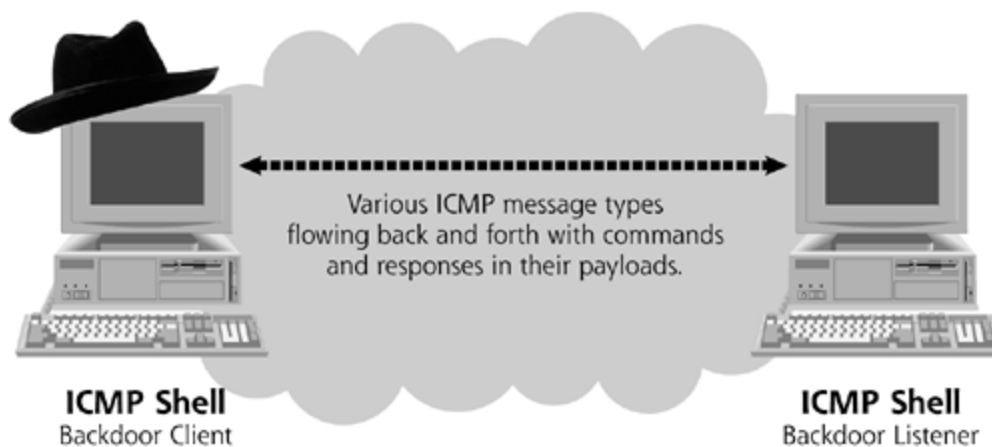 Various ICMP message types
flowing back and forth with commands
and responses in their payloads.
ICMP Shell
Backdoor Client
ICMP Shell
Backdoor Listener